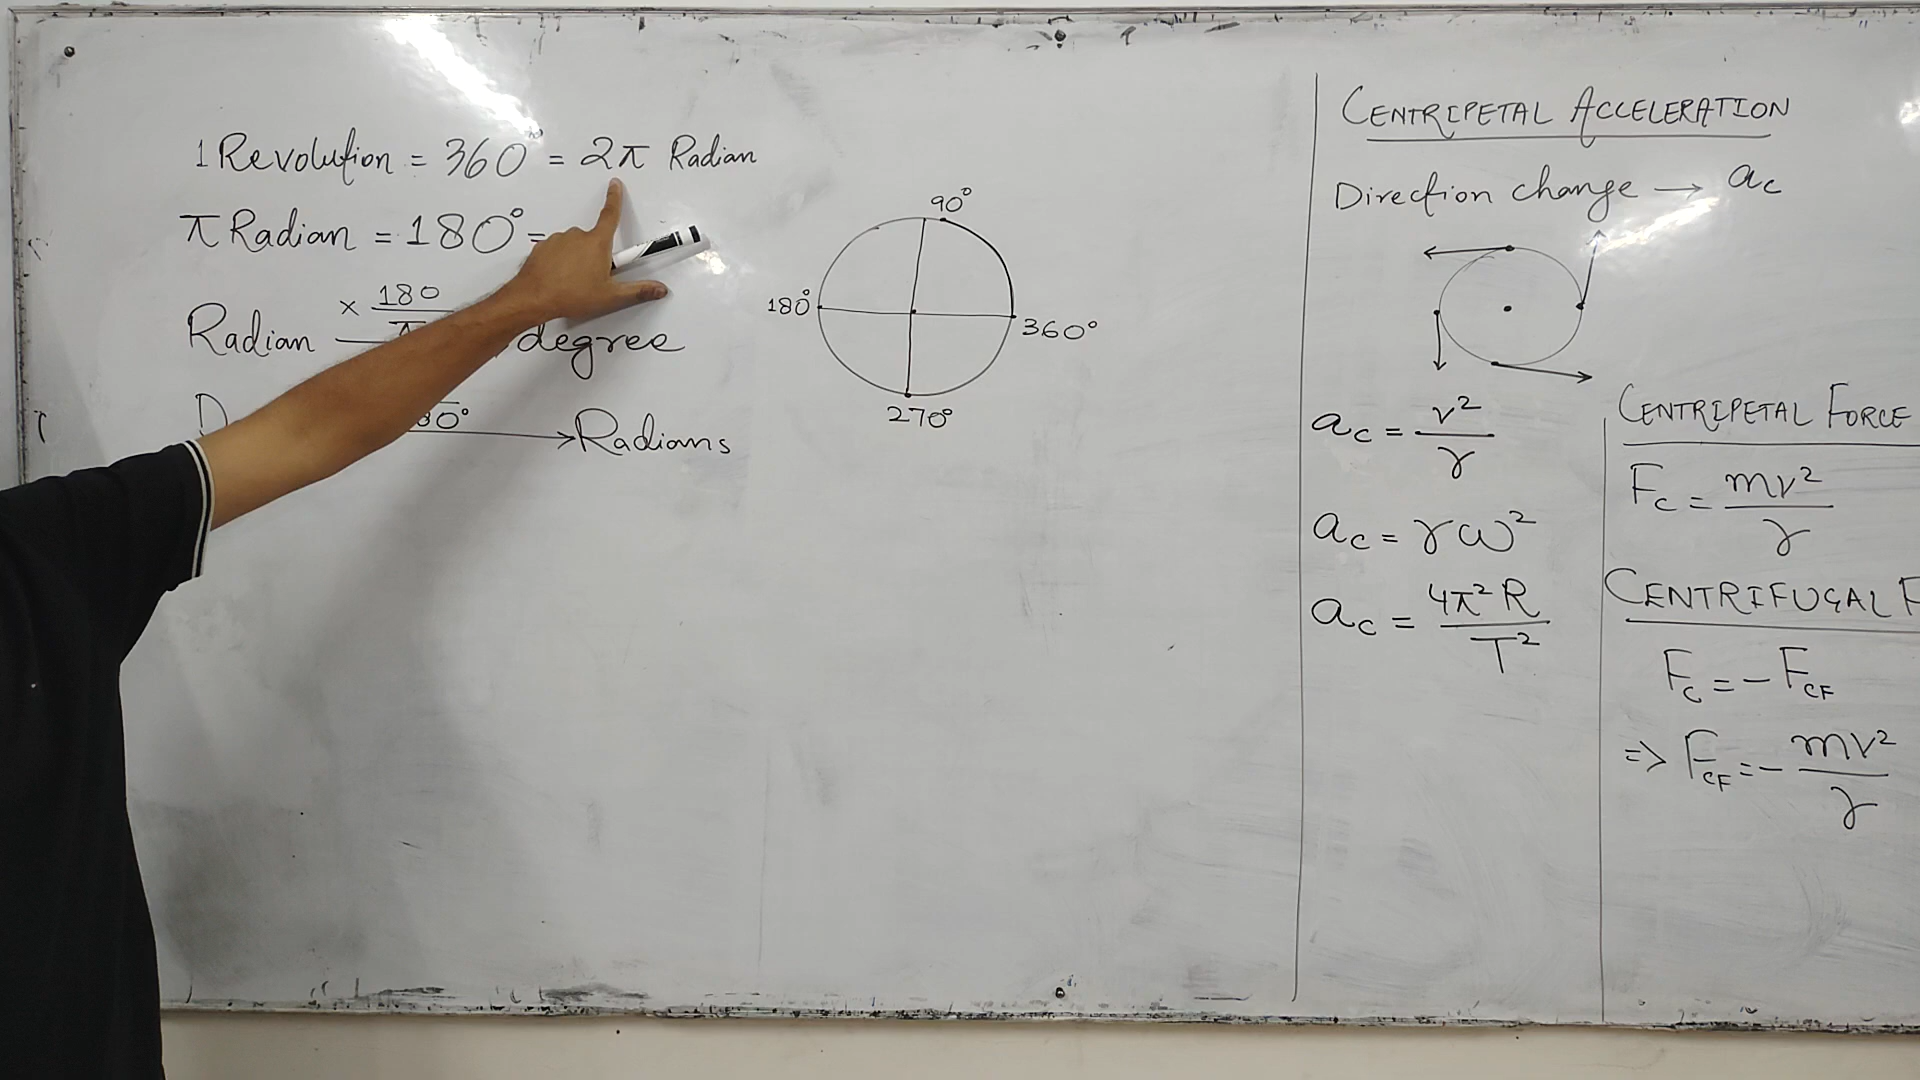 1 Revolution = 360° = 2π Radian
π Radian = 180° =
Radian × 180 degree
80° → Radians
90°
180°
360°
270°
CENTRIPETAL ACCELERATION
Direction change → ac
ac = v²/r
ac = rω²
ac = 4π²R/T²
CENTRIPETAL FORCE
Fc = mv²/r
CENTRIFUGAL F
Fc = - FCF
=> FCF = - mv²/r